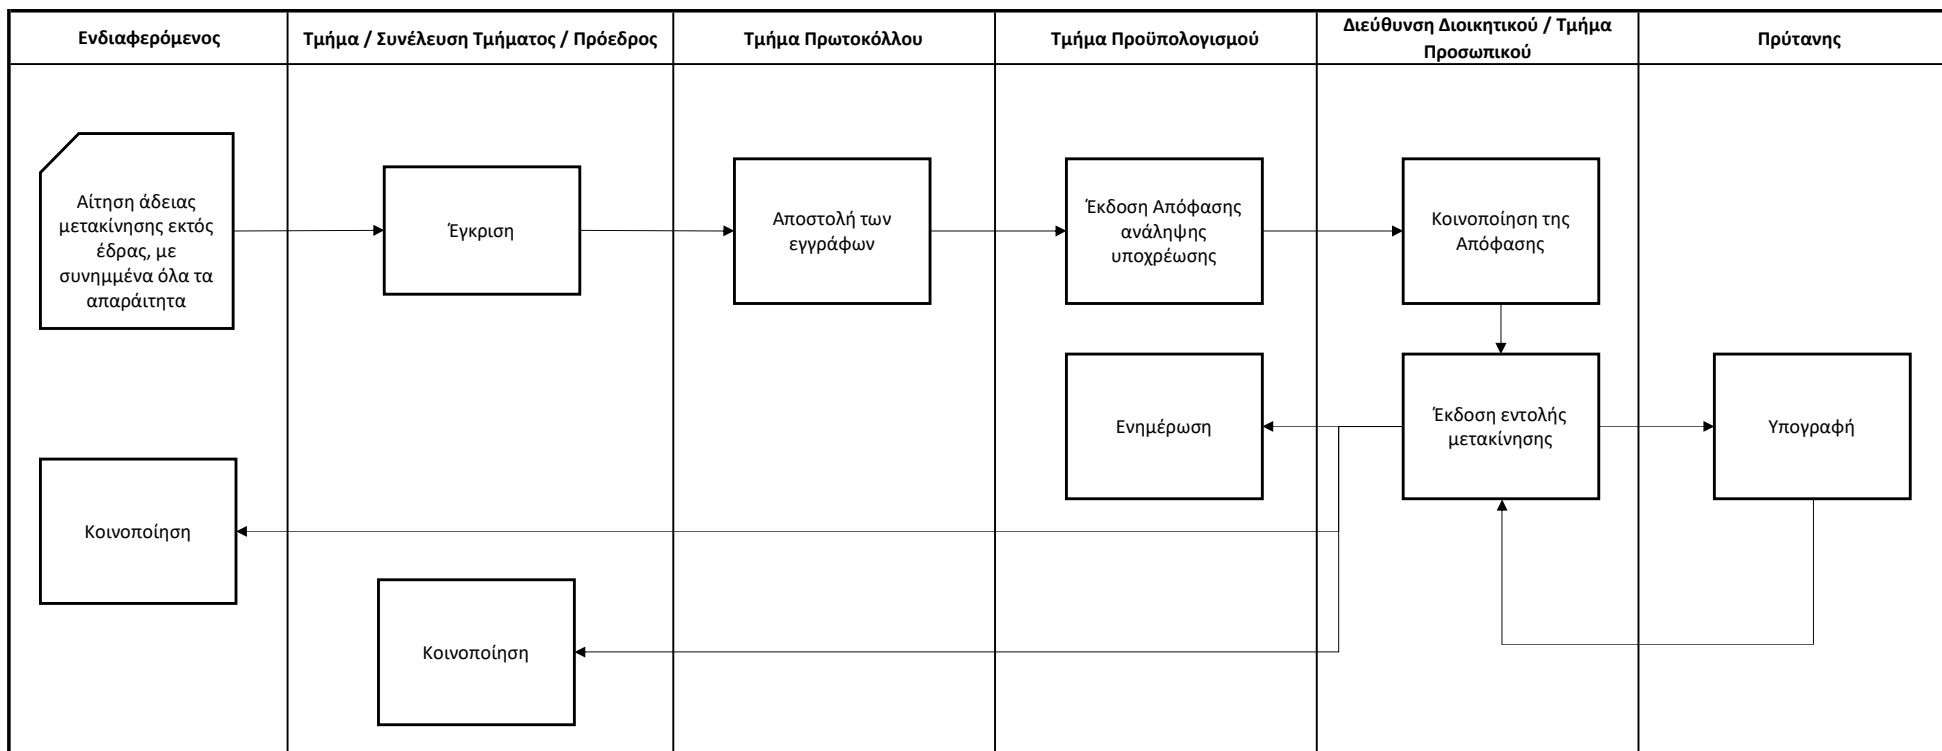 Ενδιαφερόμενος
Τμήμα / Συνέλευση Τμήματος / Πρόεδρος
Τμήμα Πρωτοκόλλου
Τμήμα Προϋπολογισμού
Διεύθυνση Διοικητικού / Τμήμα
Προσωπικού
Πρύτανης
Αίτηση άδειας
μετακίνησης εκτός
έδρας, με
συνημμένα όλα τα
απαράιτητα
Έγκριση
Αποστολή των
εγγράφων
Έκδοση Απόφασης
ανάληψης
υποχρέωσης
Κοινοποίηση της
Απόφασης
Ενημέρωση
Έκδοση εντολής
μετακίνησης
Υπογραφή
Κοινοποίηση
Κοινοποίηση